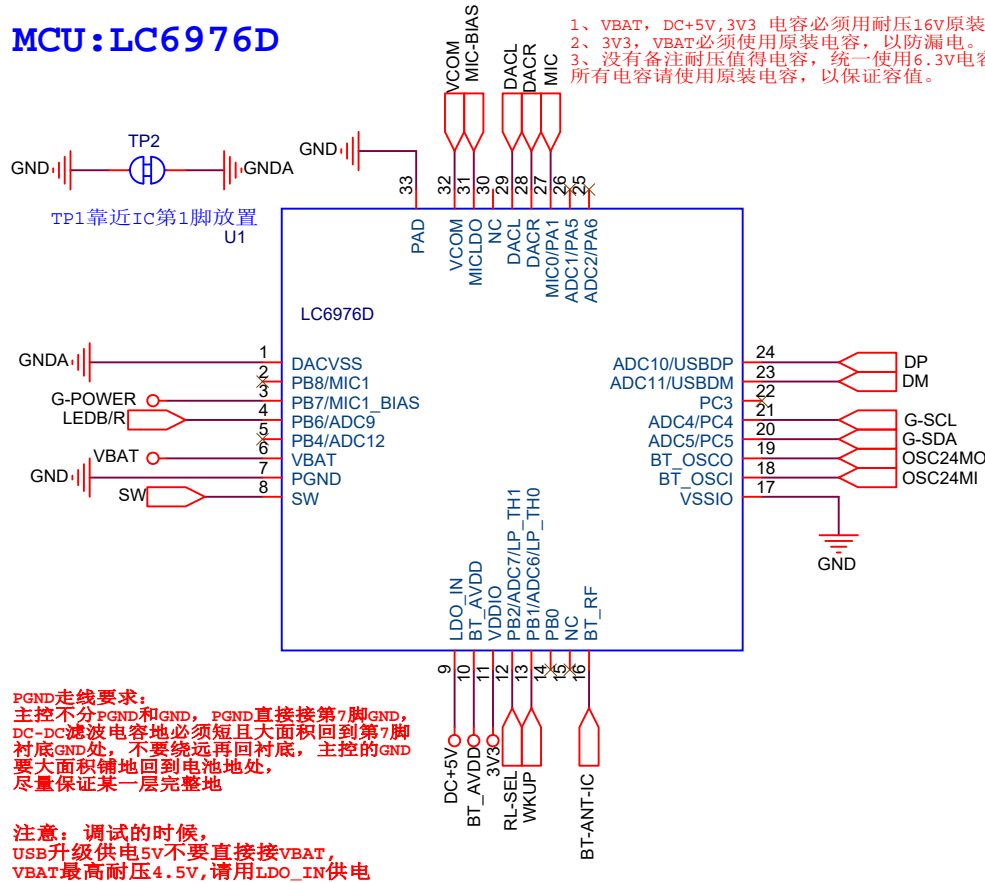 MCU:LC6976D
1、VBAT, DC+5V,3V3 电容必须用耐压16V原装
2、3V3, VBAT必须使用原装电容，以防漏电。
3、没有备注耐压值得电容，统一使用6.3V电容
所有电容请使用原装电容，以保证容值。
VCOM
MIC-BIAS
DACL
DACR
MIC
TP2
GND
GNDA
GND
TP1靠近IC第1脚放置
U1
33
32
31
30
29
28
27
26
25
PAD
VCOM
MICLDO
NC
DACL
DACR
MIC0/PA1
ADC1/PA5
ADC2/PA6
LC6976D
GNDA
1
DACVSS
2
PB8/MIC1
G-POWER
3
PB7/MIC1_BIAS
LEDB/R
4
PB6/ADC9
5
PB4/ADC12
VBAT
6
VBAT
GND
7
PGND
SW
8
SW
ADC10/USBDP
24
DP
ADC11/USBDM
23
DM
PC3
22
ADC4/PC4
21
G-SCL
ADC5/PC5
20
G-SDA
BT_OSCO
19
OSC24MO
BT_OSCI
18
OSC24MI
VSSIO
17
GND
LDO_IN
BT_AVDD
VDDIO
PB2/ADC7/LP_TH1
PB1/ADC6/LP_TH0
PB0
NC
BT_RF
9
10
11
12
13
14
15
16
DC+5V
BT_AVDD
3V3
RL-SEL
WKUP
BT-ANT-IC
PGND走线要求：
主控不分PGND和GND, PGND直接接第7脚GND,
DC-DC滤波电容地必须短且大面积回到第7脚
衬底GND处，不要绕远再回衬底，主控的GND
要大面积铺地回到电池地处，
尽量保证某一层完整地
注意：调试的时候，
USB升级供电5V不要直接接VBAT,
VBAT最高耐压4.5V,请用LDO_IN供电